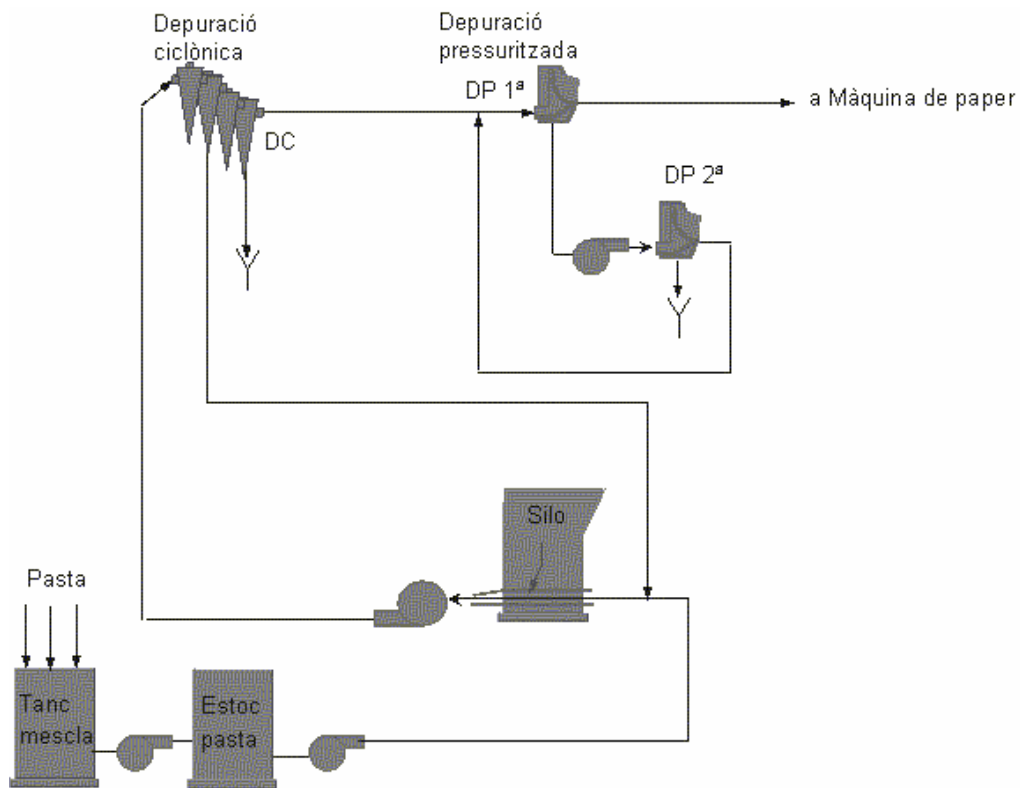 Depuració
ciclònica
Depuració
pressuritzada
DP 1ª
a Màquina de paper
DC
DP 2ª
Silo
Pasta
Tanc
mescla
Estoc
pasta